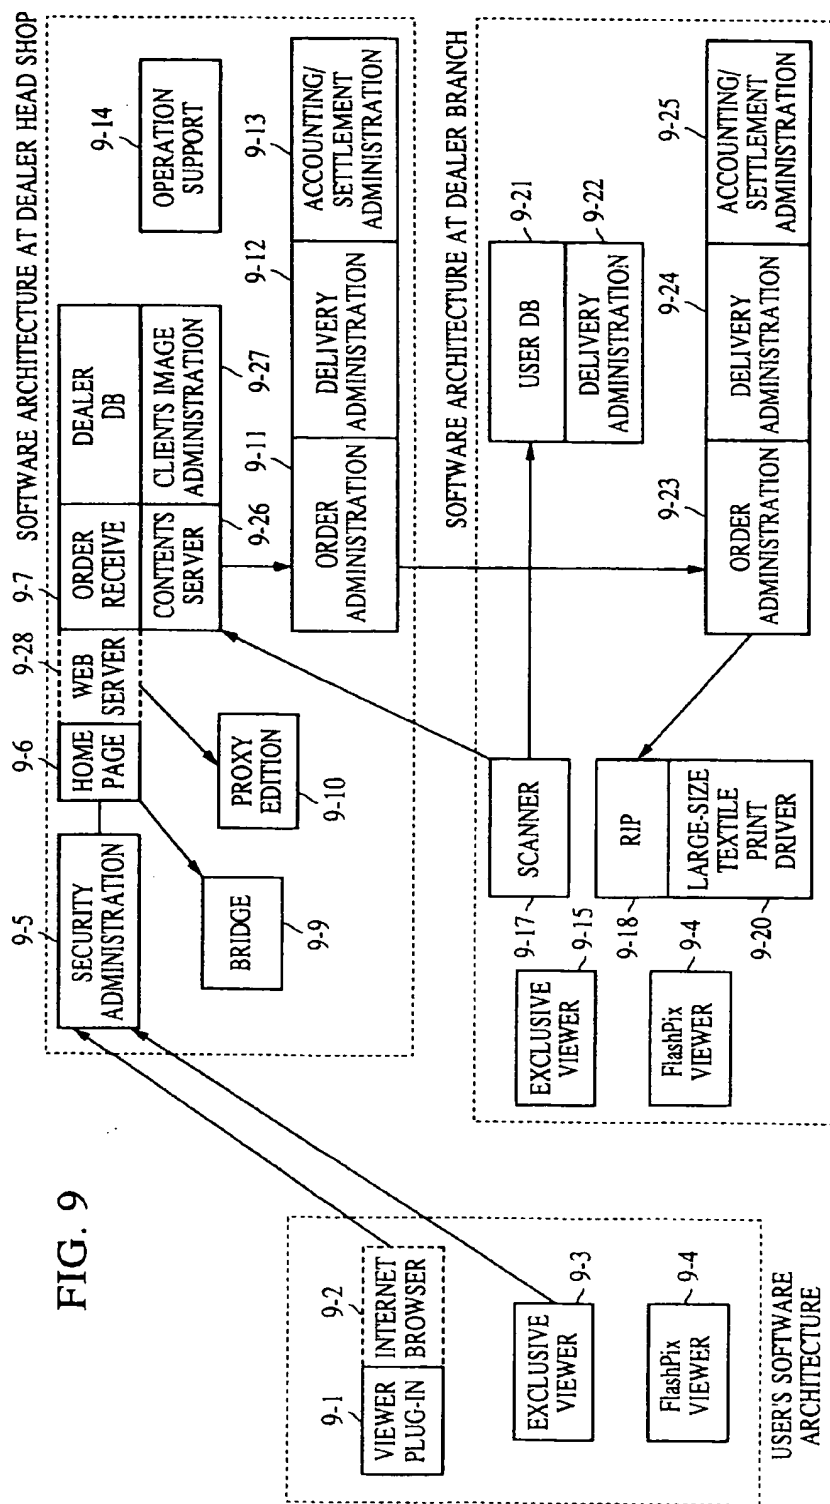 FIG. 9
USER'S SOFTWARE
ARCHITECTURE
9-1
VIEWER
PLUG-IN
9-2
INTERNET
BROWSER
EXCLUSIVE
VIEWER
9-3
FlashPix
VIEWER
9-4
SOFTWARE ARCHITECTURE AT DEALER HEAD SHOP
9-5
SECURITY
ADMINISTRATION
9-6
HOME
PAGE
9-28
WEB
SERVER
9-7
ORDER
RECEIVE
DEALER
DB
CONTENTS
SERVER
9-26
CLIENTS IMAGE
ADMINISTRATION
9-27
9-14
OPERATION
SUPPORT
BRIDGE
9-9
PROXY
EDITION
9-10
9-11
ORDER
ADMINISTRATION
9-12
DELIVERY
ADMINISTRATION
9-13
ACCOUNTING/
SETTLEMENT
ADMINISTRATION
SOFTWARE ARCHITECTURE AT DEALER BRANCH
EXCLUSIVE
VIEWER
9-15
FlashPix
VIEWER
9-4
SCANNER
9-17
RIP
9-18
LARGE-SIZE
TEXTILE
PRINT
DRIVER
9-20
USER DB
9-21
DELIVERY
ADMINISTRATION
9-22
9-23
ORDER
ADMINISTRATION
9-24
DELIVERY
ADMINISTRATION
9-25
ACCOUNTING/
SETTLEMENT
ADMINISTRATION